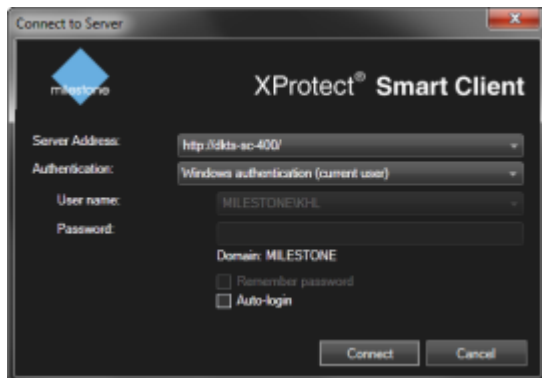 Connect to Server
milestone
XProtect® Smart Client
Server Address: http://dkts-sc-400/
Authentication: Windows authentication (current user)
User name: MILESTONE\KHL
Password:
Domain: MILESTONE
Remember password
Auto-login
Connect Cancel